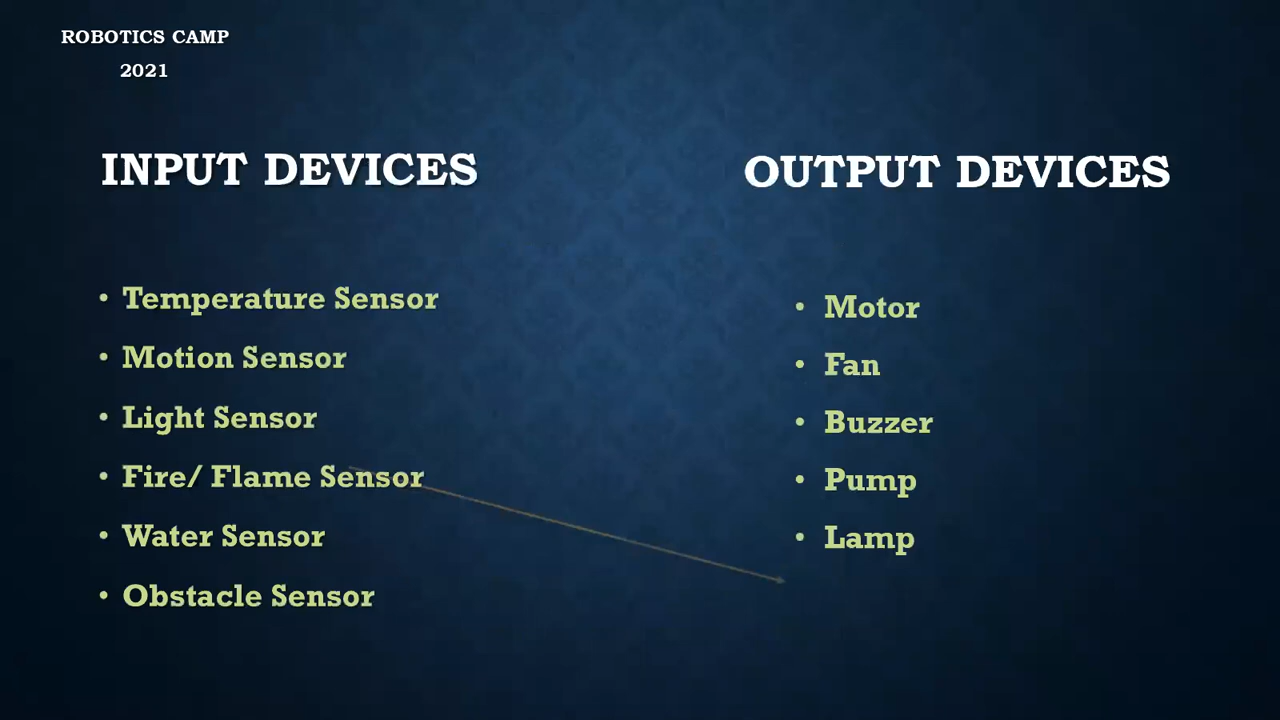 ROBOTICS CAMP
2021
INPUT DEVICES
• Temperature Sensor
• Motion Sensor
• Light Sensor
• Fire/ Flame Sensor
• Water Sensor
• Obstacle Sensor
OUTPUT DEVICES
• Motor
• Fan
• Buzzer
• Pump
• Lamp